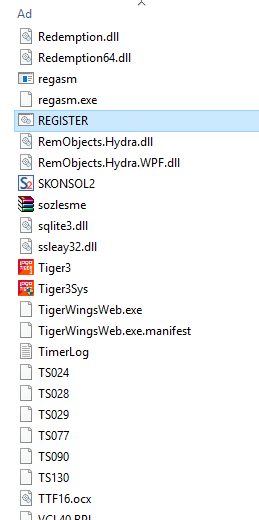 Ad
Redemption.dll
Redemption64.dll
regasm
regasm.exe
REGISTER
RemObjects.Hydra.dll
RemObjects.Hydra.WPF.dll
SKONSOL2
sozlesme
sqlite3.dll
ssleay32.dll
Tiger3
Tiger3Sys
TigerWingsWeb.exe
TigerWingsWeb.exe.manifest
TimerLog
TS024
TS028
TS029
TS077
TS090
TS130
TTF16.ocx
VCL40.BPL